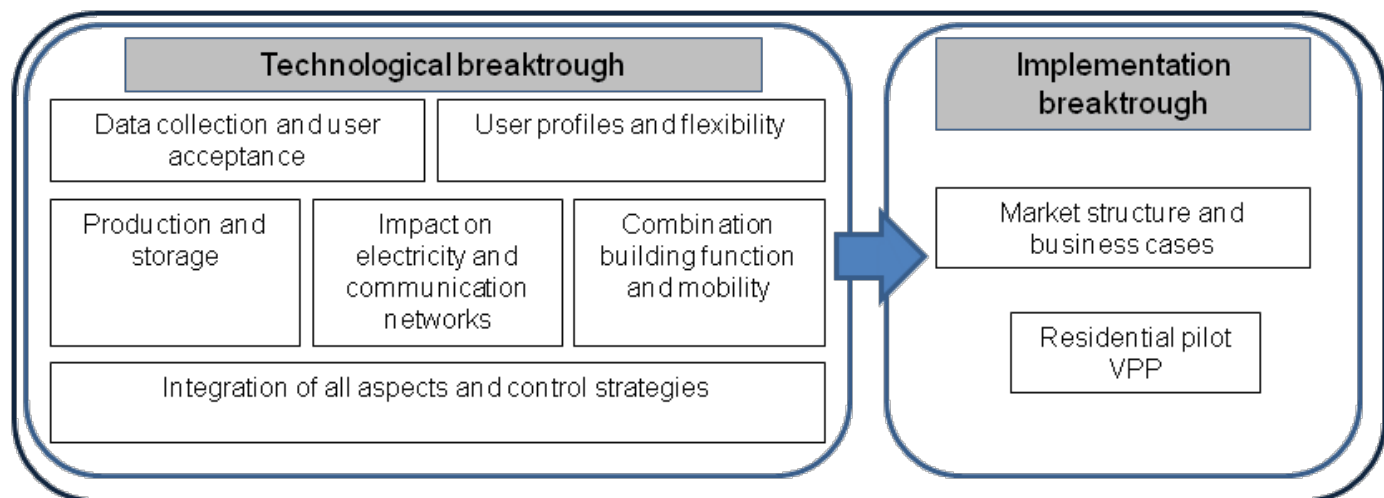 Technological breaktrough
Data collection and user
acceptance
User profiles and flexibility
Production and
storage
Impact on
electricity and
communication
networks
Combination
building function
and mobility
Integration of all aspects and control strategies
Implementation
breaktrough
Market structure and
business cases
Residential pilot
VPP